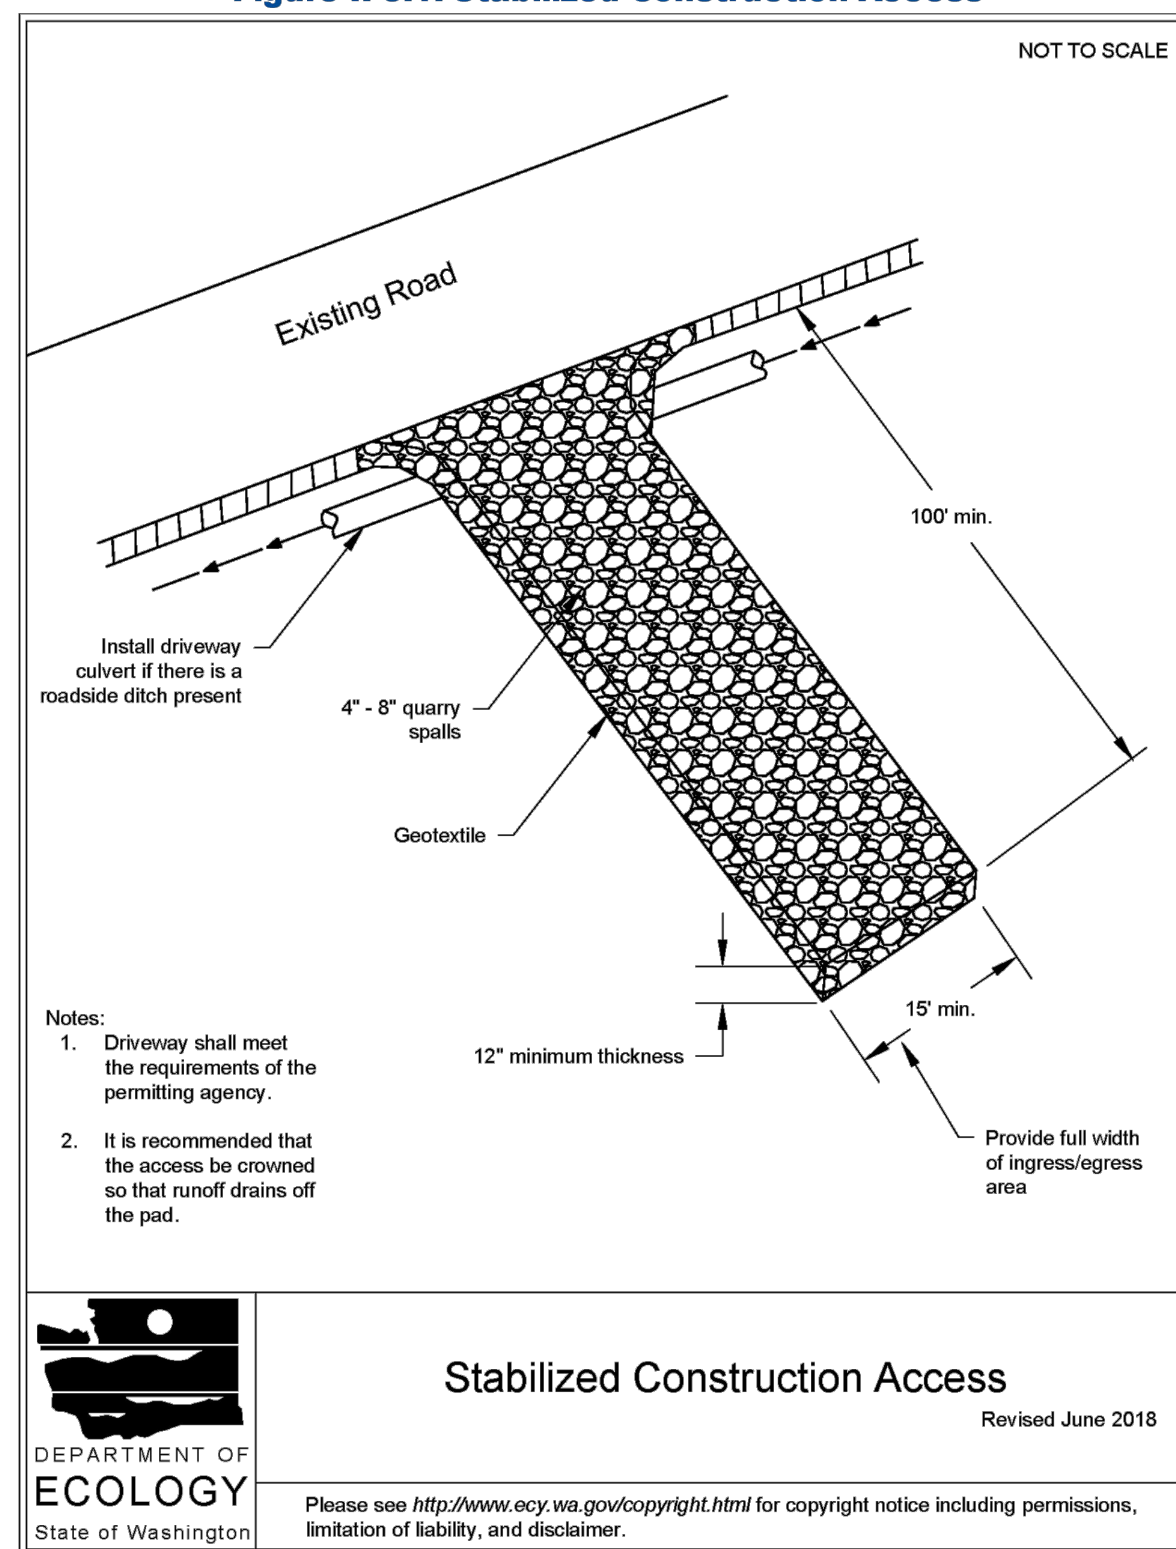 Stabilized Construction Access
NOT TO SCALE
Existing Road
100' min.
Install driveway
culvert if there is a
roadside ditch present
4" - 8" quarry
spalls
Geotextile
15' min.
12" minimum thickness
Provide full width
of ingress/egress
area
Notes:
1. Driveway shall meet
the requirements of the
permitting agency.
2. It is recommended that
the access be crowned
so that runoff drains off
the pad.
DEPARTMENT OF
ECOLOGY
State of Washington
Stabilized Construction Access
Revised June 2018
Please see http://www.ecy.wa.gov/copyright.html for copyright notice including permissions,
limitation of liability, and disclaimer.